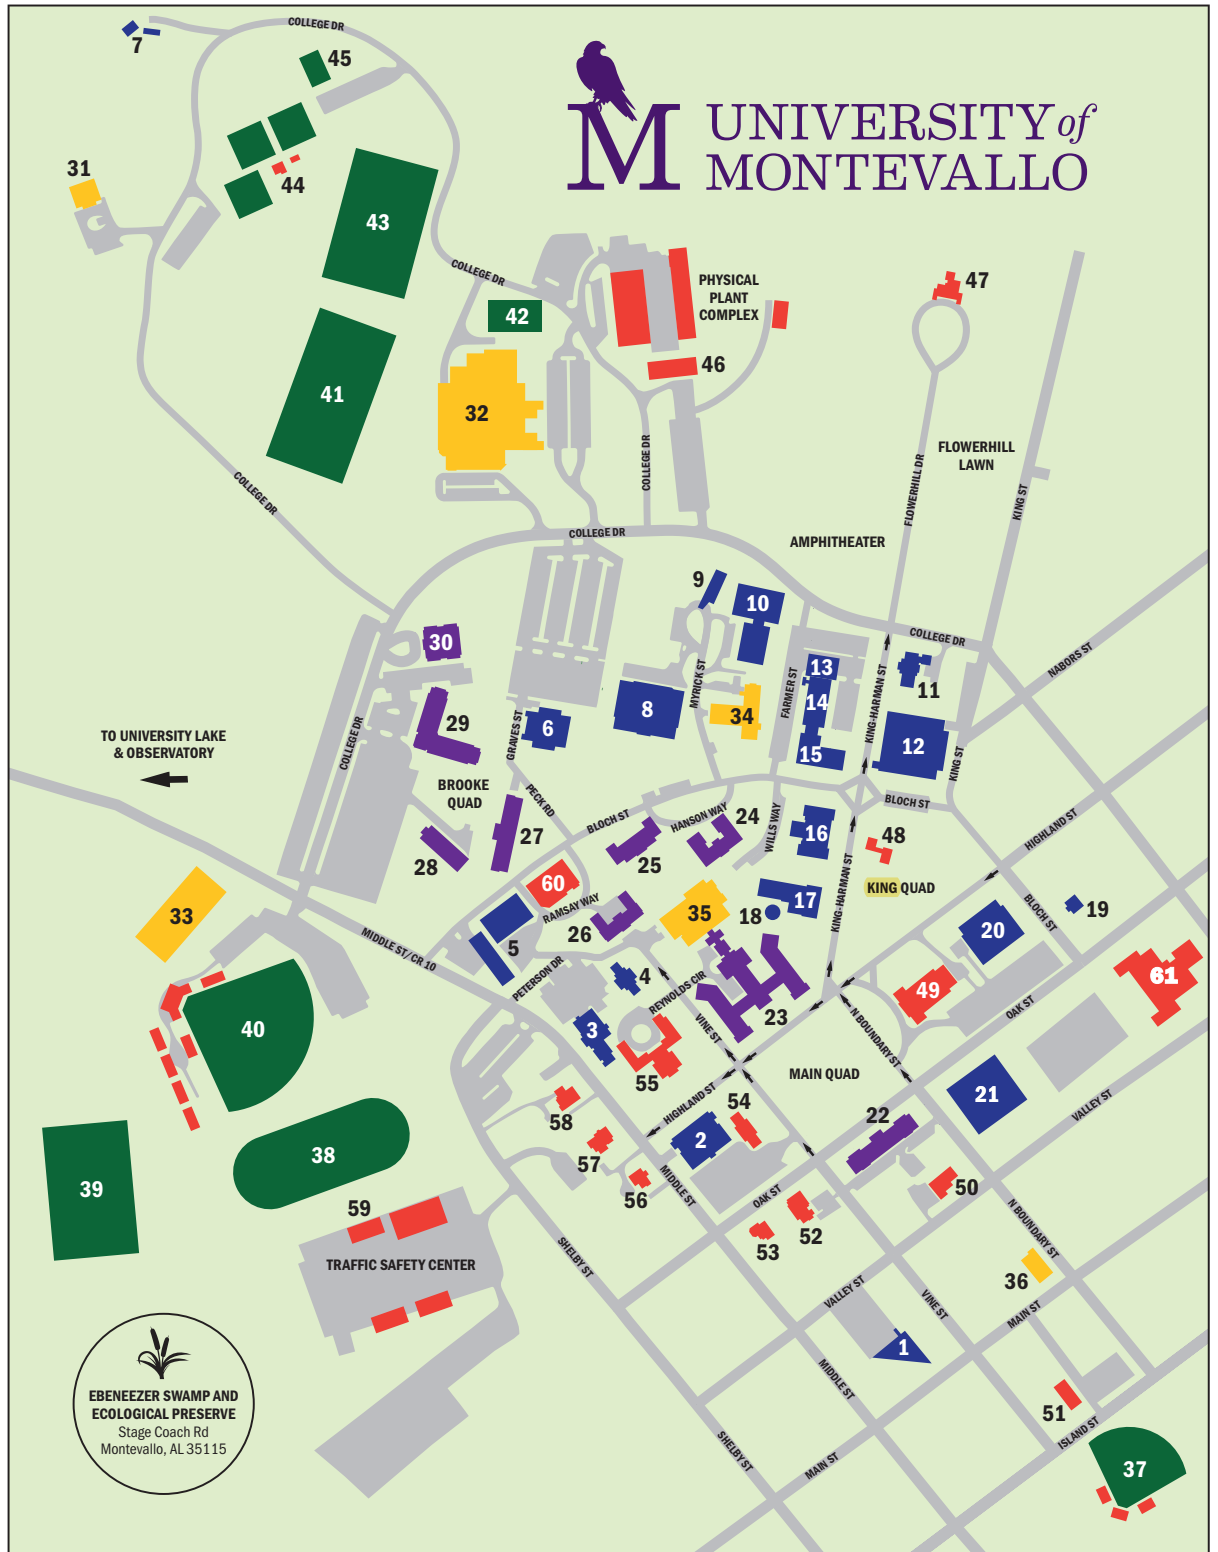 COLLEGE DR
7
45
UNIVERSITY of
M MONTEVALLO
31
44
43
COLLEGE DR
PHYSICAL
PLANT
COMPLEX
47
42
46
41
32
COLLEGE DR
FLOWERHILL
LAWN
FLOWERHILL DR
KING ST
COLLEGE DR
COLLEGE DR
AMPHITHEATER
9
10
COLLEGE DR
NABORS ST
30
13
11
MYRICK ST
FARMER ST
KING-HARMAN ST
29
8
34
14
6
GRAVES ST
COLLEGE DR
12
15
KING ST
TO UNIVERSITY LAKE
& OBSERVATORY
BROOKE
QUAD
PECK RD
BLOCH ST
HANSON WAY
24
WILLS WAY
BLOCH ST
HIGHLAND ST
27
25
16
48
28
KING-HARMAN ST
KING QUAD
60
RAMSAY WAY
35
17
18
BLOCH ST
19
33
26
20
MIDDLE ST/ CR 10
5
PETERSON DR
4
REYNOLDS CIR
61
49
23
OAK ST
40
3
VINE ST
N BOUNDARY ST
55
MAIN QUAD
21
58
HIGHLAND ST
54
22
VALLEY ST
38
57
2
39
56
MIDDLE ST
OAK ST
50
59
52
53
N BOUNDARY ST
TRAFFIC SAFETY CENTER
SHELBY ST
36
VALLEY ST
VINE ST
MAIN ST
1
EBENEEZER SWAMP AND
ECOLOGICAL PRESERVE
Stage Coach Rd
Montevallo, AL 35115
MIDDLE ST
51
ISLAND ST
SHELBY ST
MAIN ST
37